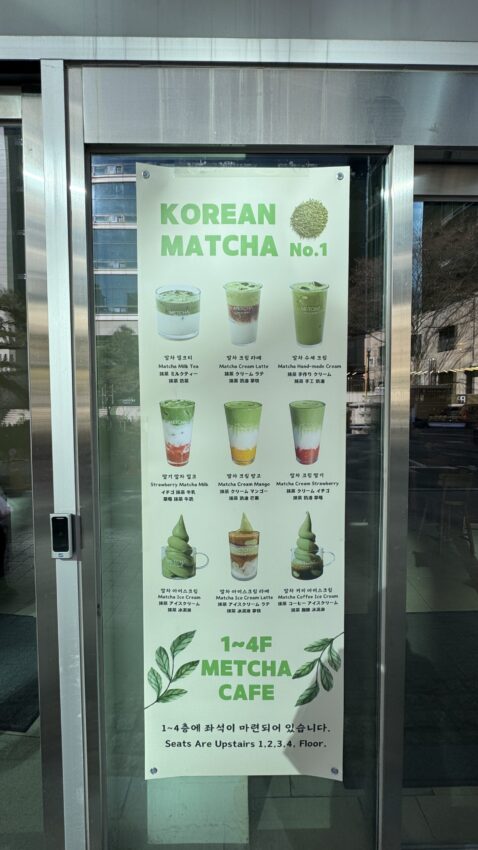 KOREAN
MATCHA No.1
말차 밀크티
Matcha Milk Tea
抹茶 ミルクティー
抹茶 奶茶
말차 크림 라떼
Matcha Cream Latte
抹茶 クリーム ラテ
抹茶 奶油 拿铁
말차 수제 크림
Matcha Hand-made Cream
抹茶 手作り クリーム
抹茶 手工 奶油
딸기 말차 밀크
Strawberry Matcha Milk
イチゴ 抹茶 牛乳
草莓 抹茶 牛奶
말차 크림 망고
Matcha Cream Mango
抹茶 クリーム マンゴー
抹茶 奶油 芒果
말차 크림 딸기
Matcha Cream Strawberry
抹茶 クリーム イチゴ
抹茶 奶油 草莓
말차 아이스크림
Matcha Ice Cream
抹茶 アイスクリーム
抹茶 冰淇淋
말차 아이스크림 라떼
Matcha Ice Cream Latte
抹茶 アイスクリーム ラテ
抹茶 冰淇淋 拿铁
말차 커피 아이스크림
Matcha Coffee Ice Cream
抹茶 コーヒー アイスクリーム
抹茶 咖啡 冰淇淋
1~4F
METCHA
CAFE
1~4층에 좌석이 마련되어 있습니다.
Seats Are Upstairs 1,2,3,4, Floor.